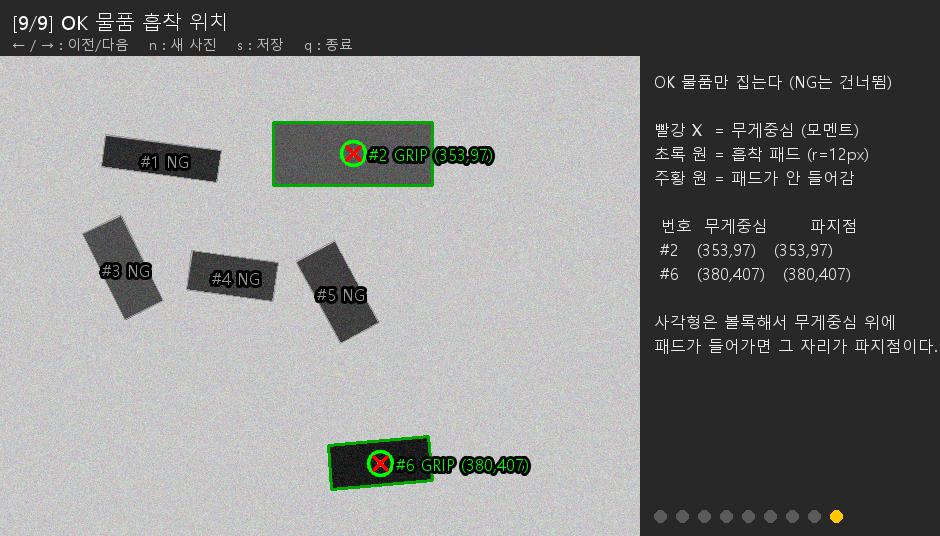 [9/9] OK 물품 흡착 위치
← / → : 이전/다음 n : 새 사진 s : 저장 q : 종료
#1 NG
#2 GRIP (353,97)
#3 NG
#4 NG
#5 NG
#6 GRIP (380,407)
OK 물품만 집는다 (NG는 건너뜀)
빨강 X = 무게중심 (모멘트)
초록 원 = 흡착 패드 (r=12px)
주황 원 = 패드가 안 들어감
번호 무게중심 파지점
#2 (353,97) (353,97)
#6 (380,407) (380,407)
사각형은 볼록해서 무게중심 위에
패드가 들어가면 그 자리가 파지점이다.